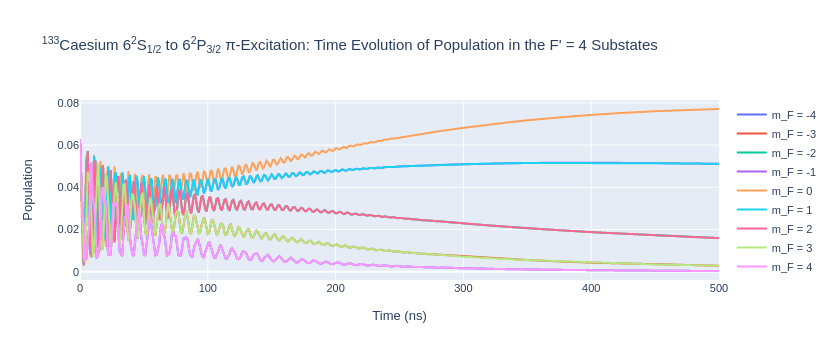 ¹³³Caesium 6²S₁/₂ to 6²P₃/₂ π-Excitation: Time Evolution of Population in the F' = 4 Substates
0.08
0.06
0.04
0.02
0
Population
0 100 200 300 400 500
Time (ns)
m_F = -4
m_F = -3
m_F = -2
m_F = -1
m_F = 0
m_F = 1
m_F = 2
m_F = 3
m_F = 4